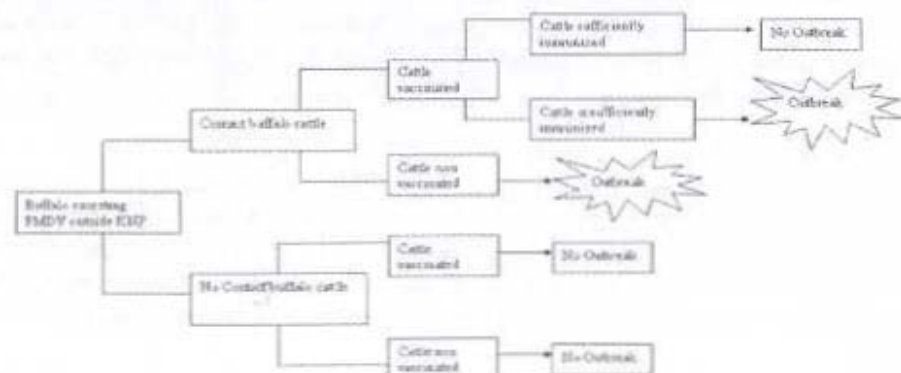 Cattle sufficiently
immunized
No Outbreak
Cattle
vaccinated
Cattle insufficiently
immunized
Outbreak
Contact buffalo cattle
Cattle non
vaccinated
Outbreak
Buffalo excreting
FMDV outside KNP
Cattle
vaccinated
No Outbreak
No Contact buffalo cattle
Cattle non
vaccinated
No Outbreak